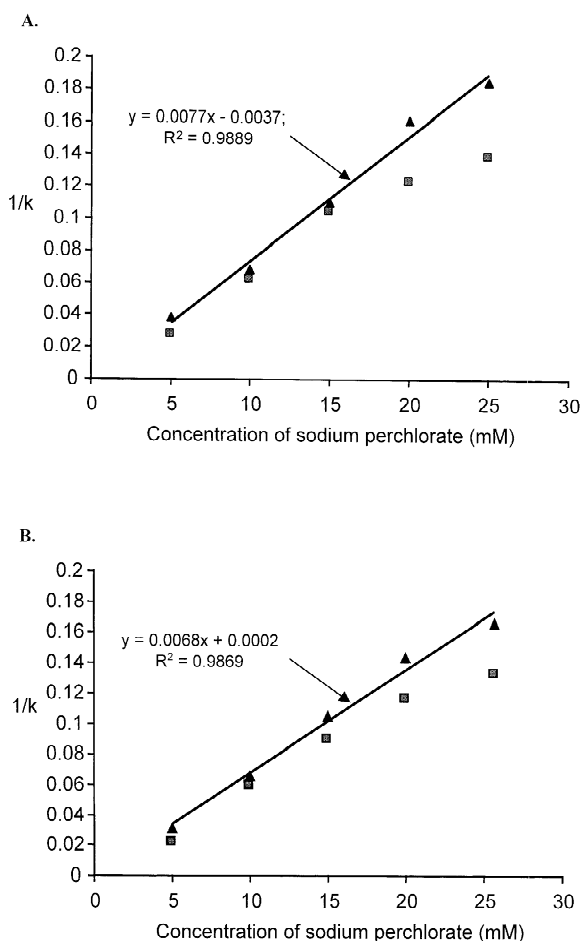 A.
0.2
0.18
0.16
0.14
0.12
0.1
0.08
0.06
0.04
0.02
0
1/k
y = 0.0077x - 0.0037;
R² = 0.9889
0 5 10 15 20 25 30
Concentration of sodium perchlorate (mM)
B.
0.2
0.18
0.16
0.14
0.12
0.1
0.08
0.06
0.04
0.02
0
1/k
y = 0.0068x + 0.0002
R² = 0.9869
0 5 10 15 20 25 30
Concentration of sodium perchlorate (mM)